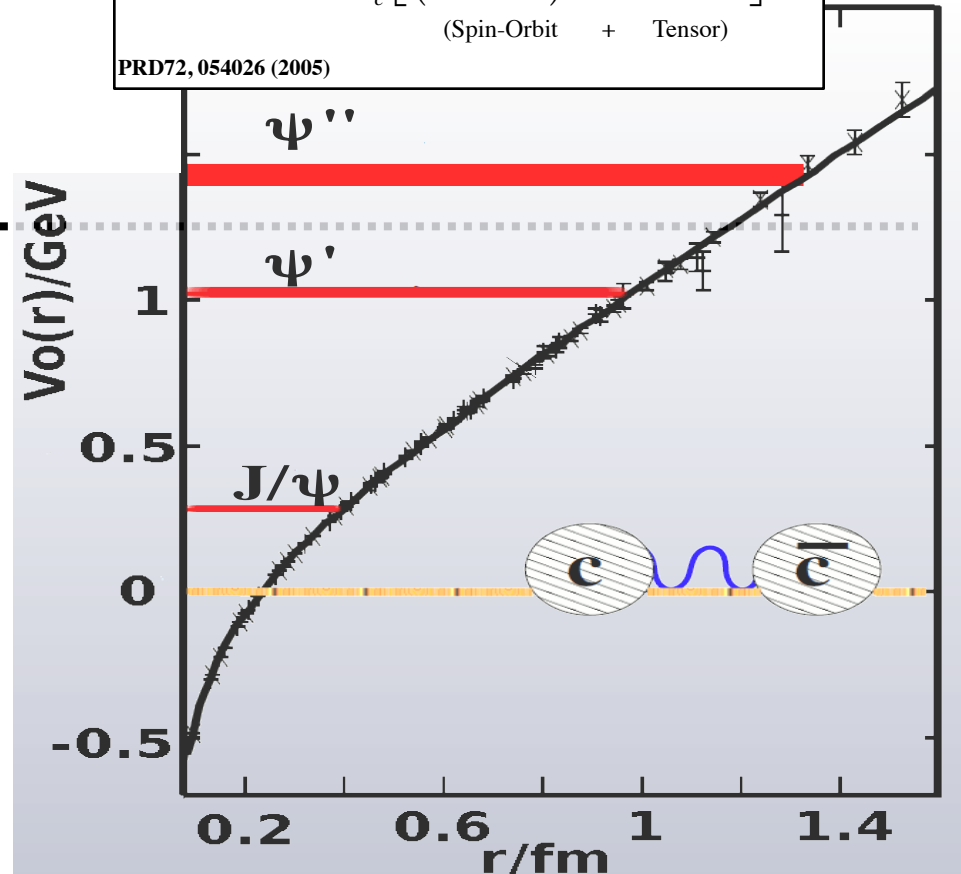 (Spin-Orbit + Tensor)
PRD72, 054026 (2005)
ψ''
ψ'
J/ψ
c
c̄
Vo(r)/GeV
1
0.5
0
-0.5
0.2 0.6 1 1.4
r/fm